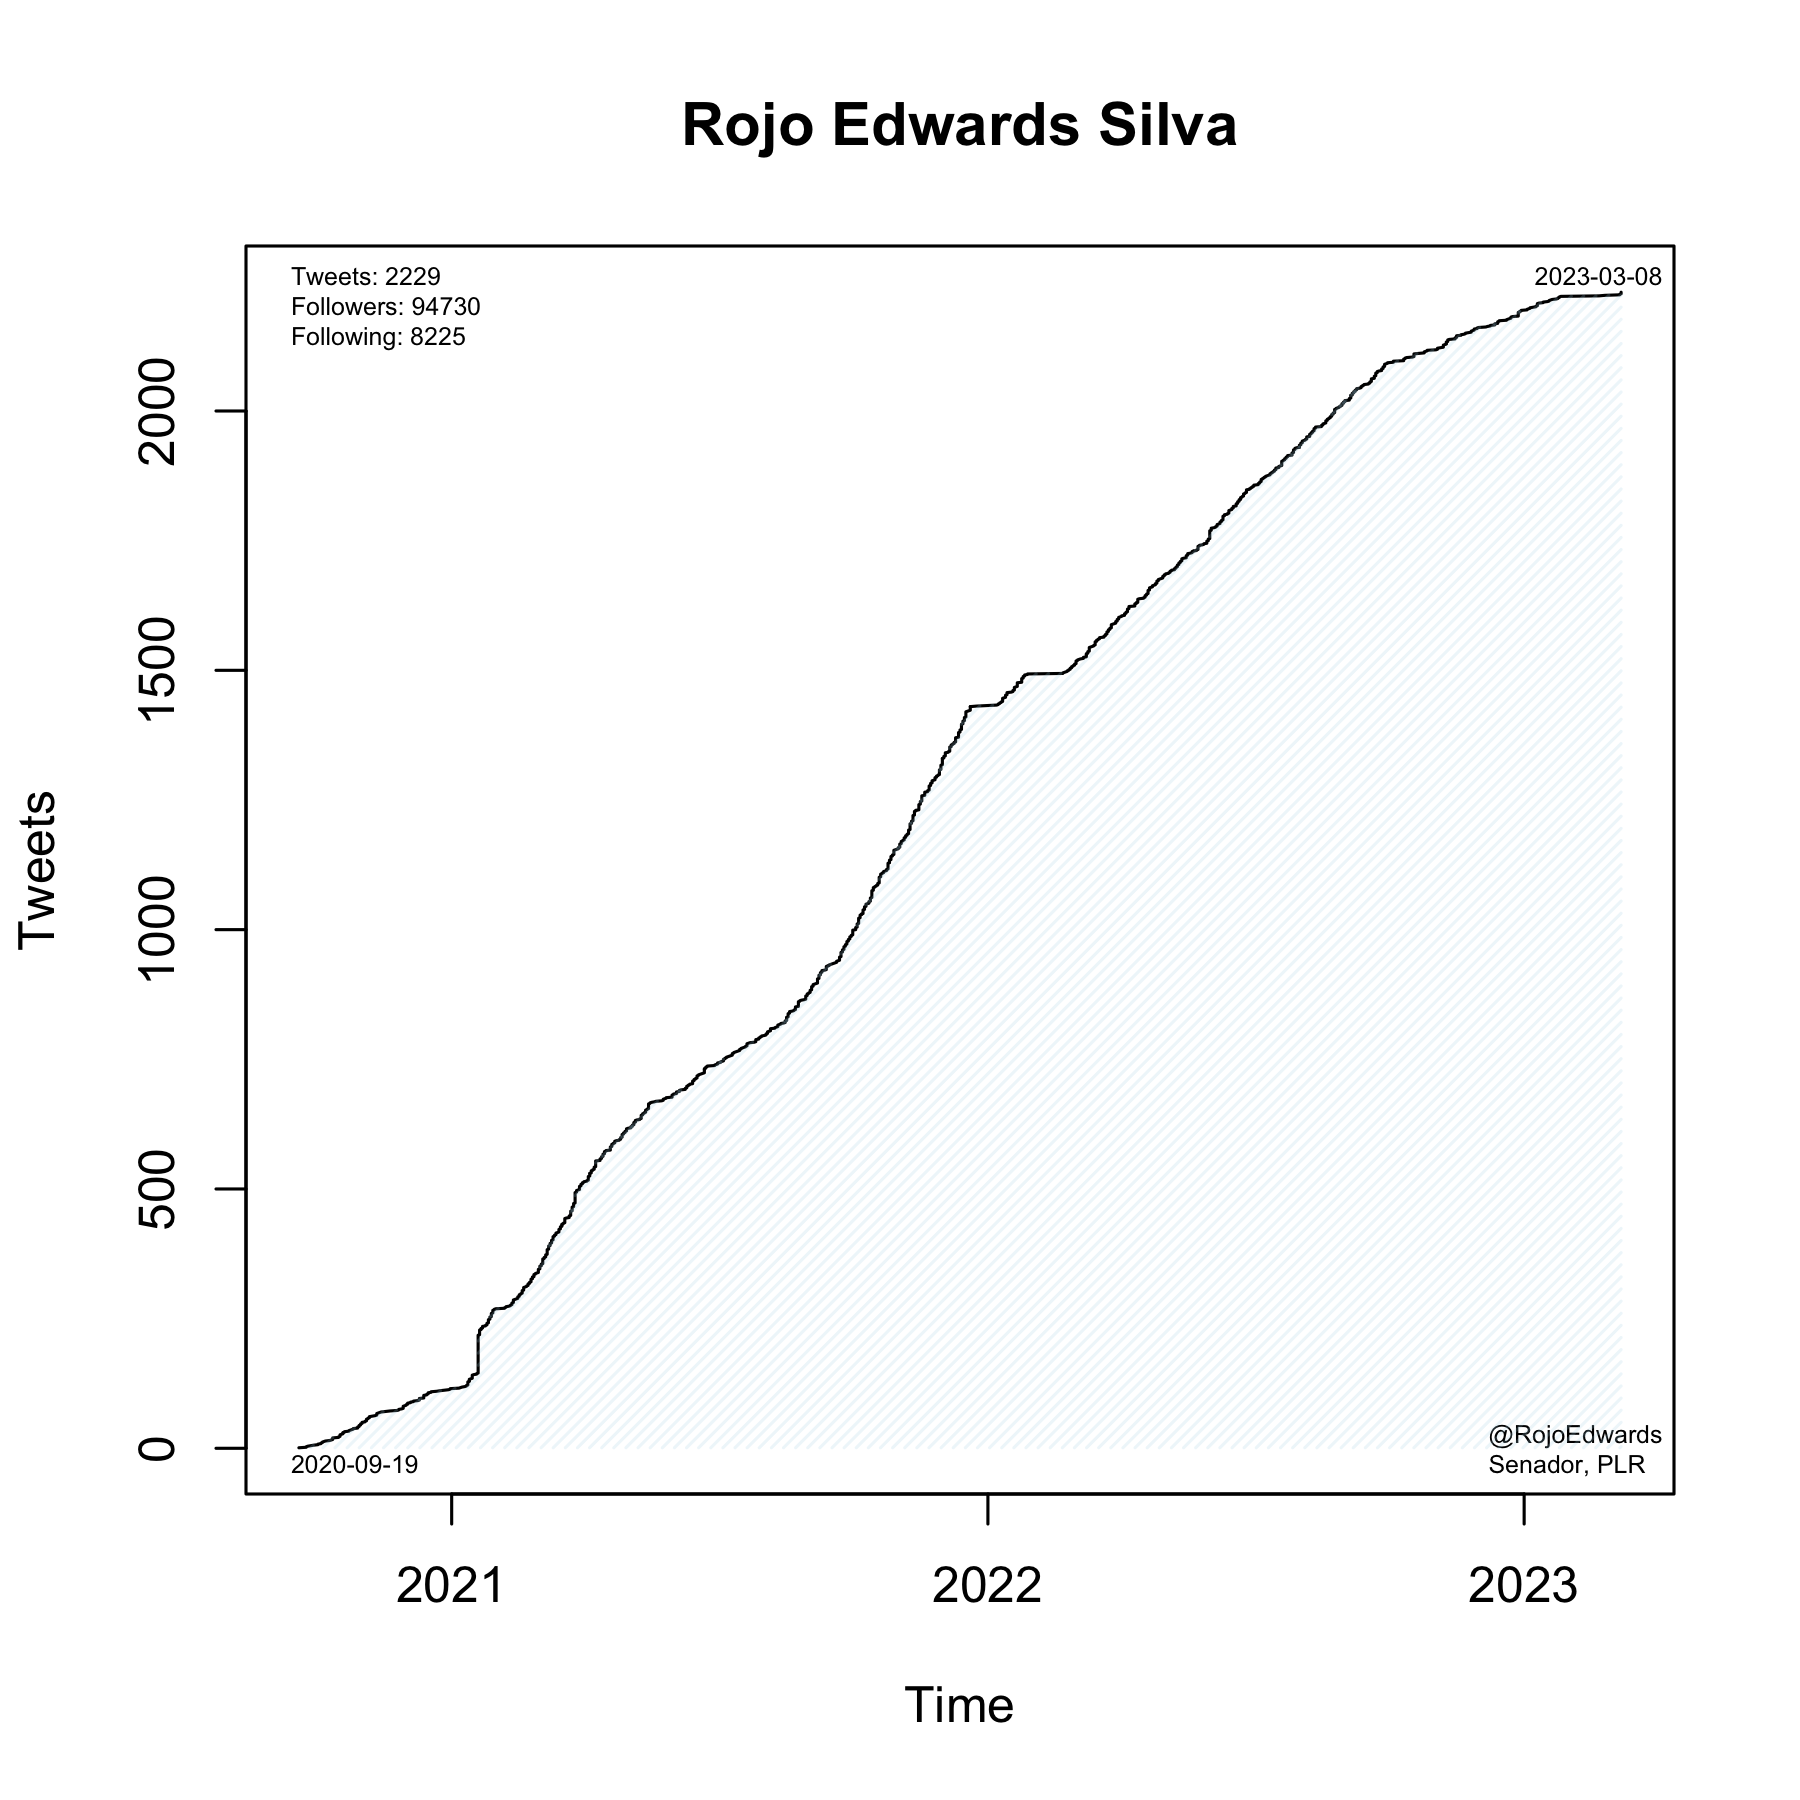 Rojo Edwards Silva
Tweets: 2229
Followers: 94730
Following: 8225
2023-03-08
2000
1500
1000
500
0
Tweets
@RojoEdwards
Senador, PLR
2020-09-19
2021
2022
2023
Time